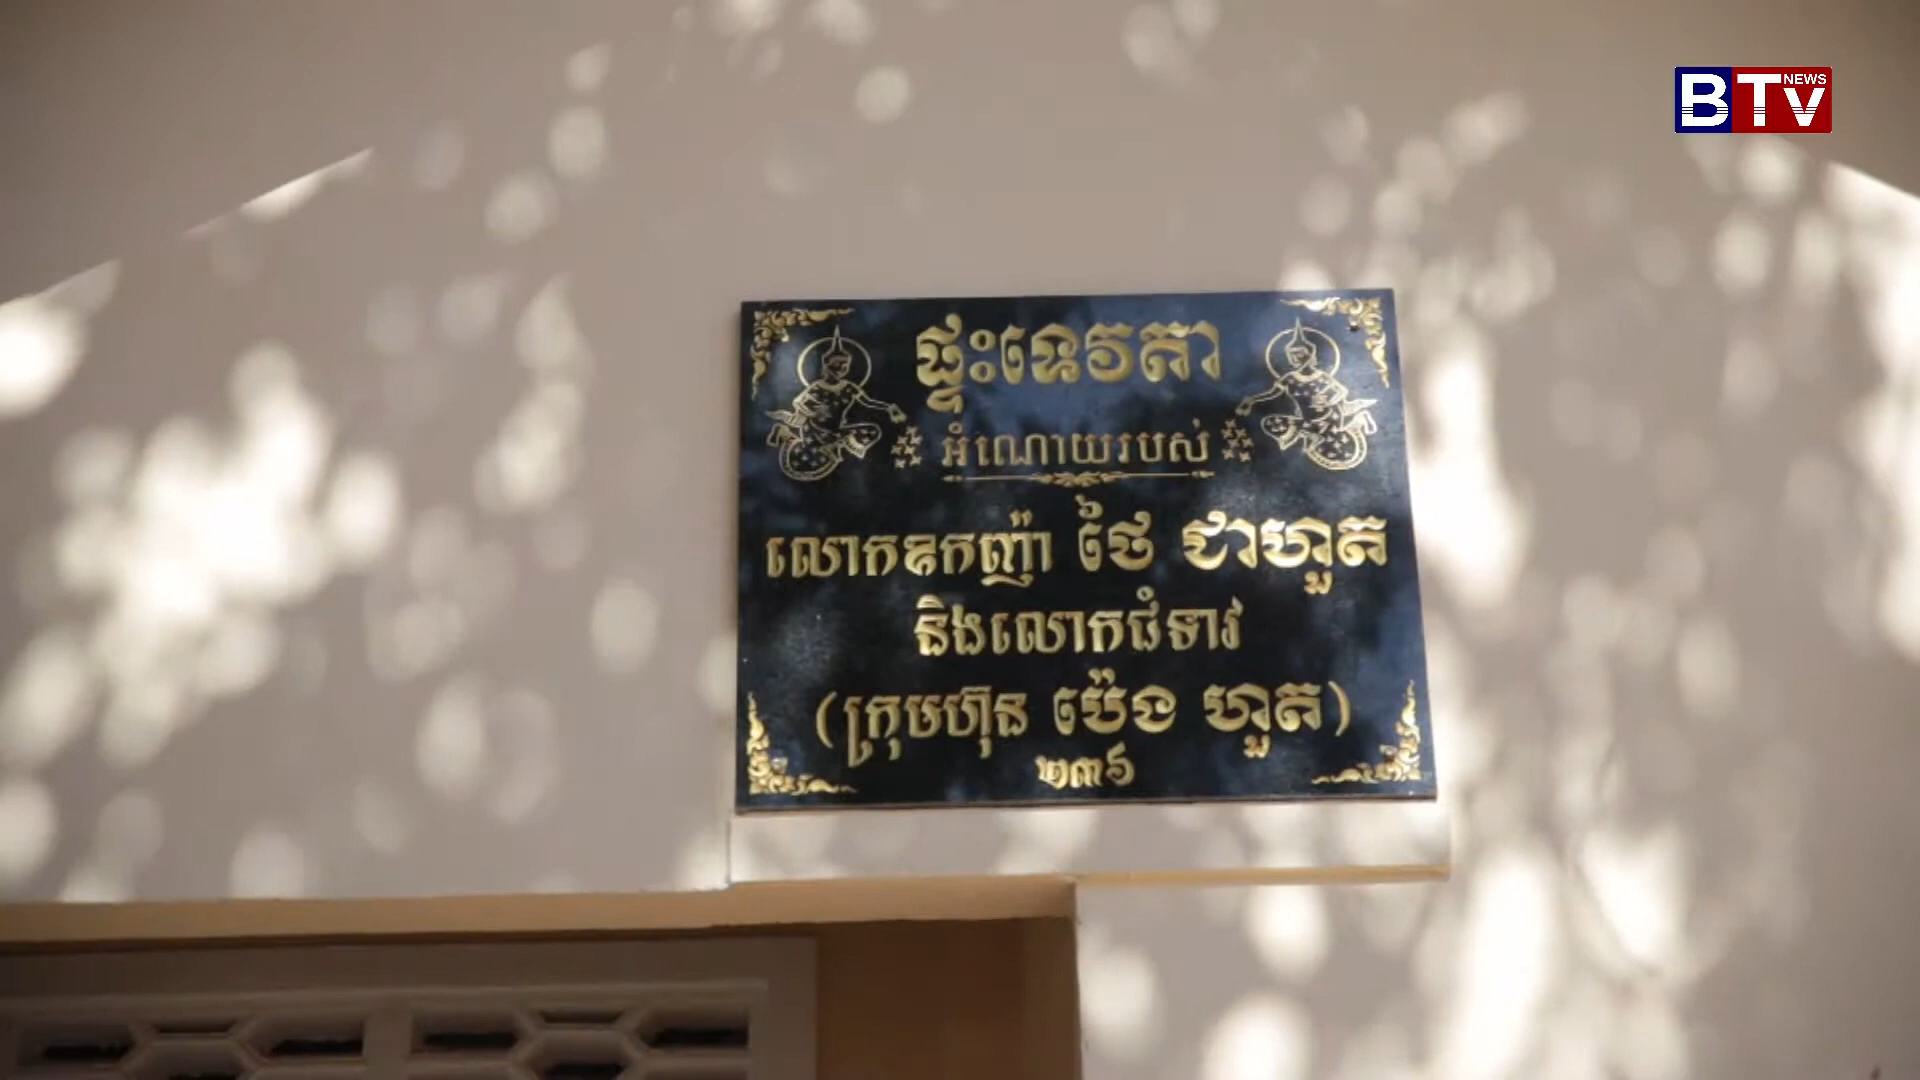 BTV NEWS
ផ្ទះទេវតា
អំណោយរបស់
លោកឧកញ៉ា ថៃ ជាហួត
និងលោកជំទាវ
(ក្រុមហ៊ុន ប៉េង ហួត)
២៣៦